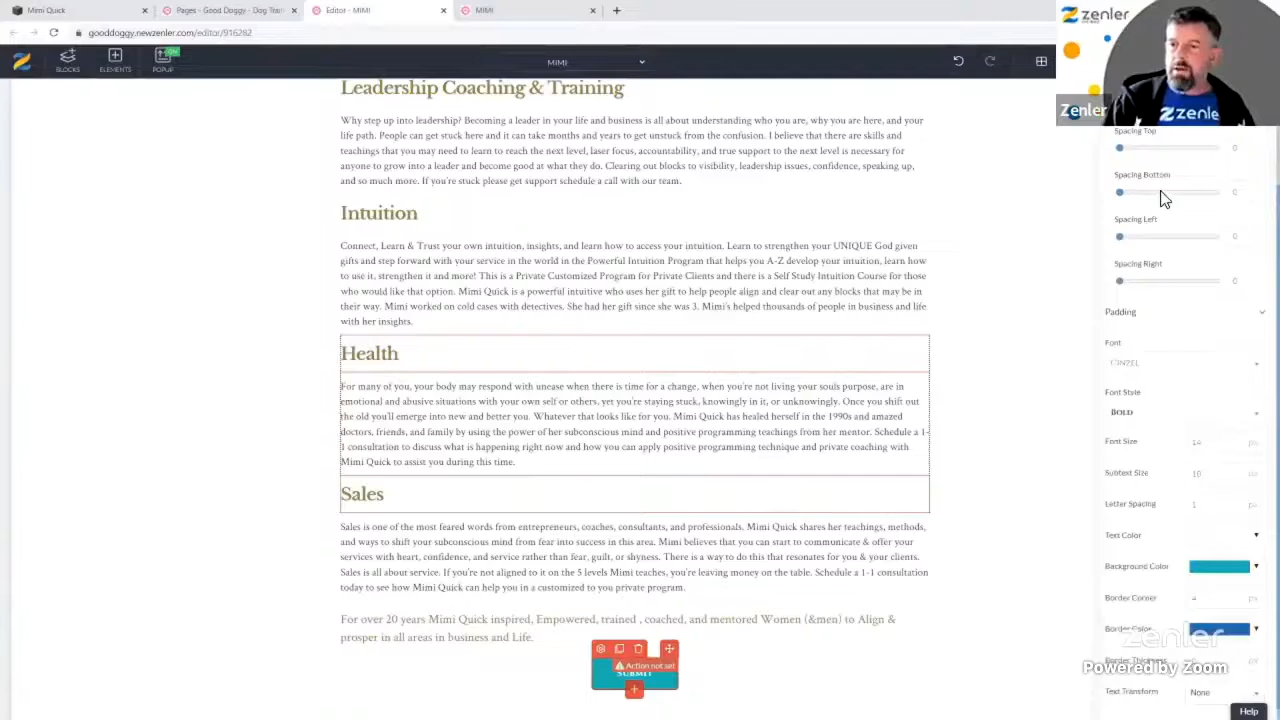 Mimi Quick
Pages - Good Doggy - Dog Train
Editor - MIMI
MIMI
gooddoggy.newzenler.com/editor/916282
BLOCKS
ELEMENTS
ON
POPUP
MIMI
zenler
Zenler
zenle
Leadership Coaching & Training
Why step up into leadership? Becoming a leader in your life and business is all about understanding who you are, why you are here, and your
life path. People can get stuck here and it can take months and years to get unstuck from the confusion. I believe that there are skills and
teachings that you may need to learn to reach the next level, laser focus, accountability, and true support to the next level is necessary for
anyone to grow into a leader and become good at what they do. Clearing out blocks to visibility, leadership issues, confidence, speaking up,
and so much more. If you're stuck please get support schedule a call with our team.
Intuition
Connect, Learn & Trust your own intuition, insights, and learn how to access your intuition. Learn to strengthen your UNIQUE God given
gifts and step forward with your service in the world in the Powerful Intuition Program that helps you A-Z develop your intuition, learn how
to use it, strengthen it and more! This is a Private Customized Program for Private Clients and there is a Self Study Intuition Course for those
who would like that option. Mimi Quick is a powerful intuitive who uses her gift to help people align and clear out any blocks that may be in
their way. Mimi worked on cold cases with detectives. She had her gift since she was 3. Mimi's helped thousands of people in business and life
with her insights.
Health
For many of you, your body may respond with unease when there is time for a change, when you're not living your souls purpose, are in
emotional and abusive situations with your own self or others, yet you're staying stuck, knowingly in it, or unknowingly. Once you shift out
the old you'll emerge into new and better you. Whatever that looks like for you. Mimi Quick has healed herself in the 1990s and amazed
doctors, friends, and family by using the power of her subconscious mind and positive programming teachings from her mentor. Schedule a 1-
1 consultation to discuss what is happening right now and how you can apply positive programming technique and private coaching with
Mimi Quick to assist you during this time.
Sales
Sales is one of the most feared words from entrepreneurs, coaches, consultants, and professionals. Mimi Quick shares her teachings, methods,
and ways to shift your subconscious mind from fear into success in this area. Mimi believes that you can start to communicate & offer your
services with heart, confidence, and service rather than fear, guilt, or shyness. There is a way to do this that resonates for you & your clients.
Sales is all about service. If you're not aligned to it on the 5 levels Mimi teaches, you're leaving money on the table. Schedule a 1-1 consultation
today to see how Mimi Quick can help you in a customized to you private program.
For over 20 years Mimi Quick inspired, Empowered, trained , coached, and mentored Women (&men) to Align &
prosper in all areas in business and Life.
Action not set
SUBMIT
Spacing Top
0
Spacing Bottom
0
Spacing Left
0
Spacing Right
0
Padding
Font
CINZEL
Font Style
BOLD
Font Size
14
px
Subtext Size
10
px
Letter Spacing
1
px
Text Color
Background Color
Border Corner
4
px
Border Color
Border Thickness
px
Text Transform
None
zenler
Powered by Zoom
Help